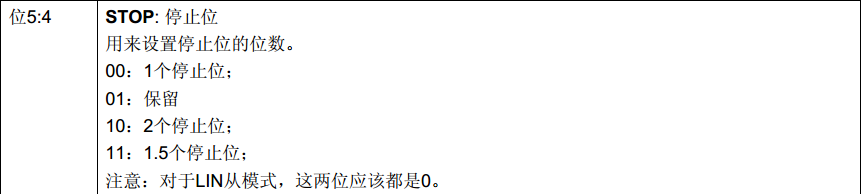 位5:4
STOP: 停止位
用来设置停止位的位数。
00：1个停止位；
01：保留
10：2个停止位；
11：1.5个停止位；
注意：对于LIN从模式，这两位应该都是0。